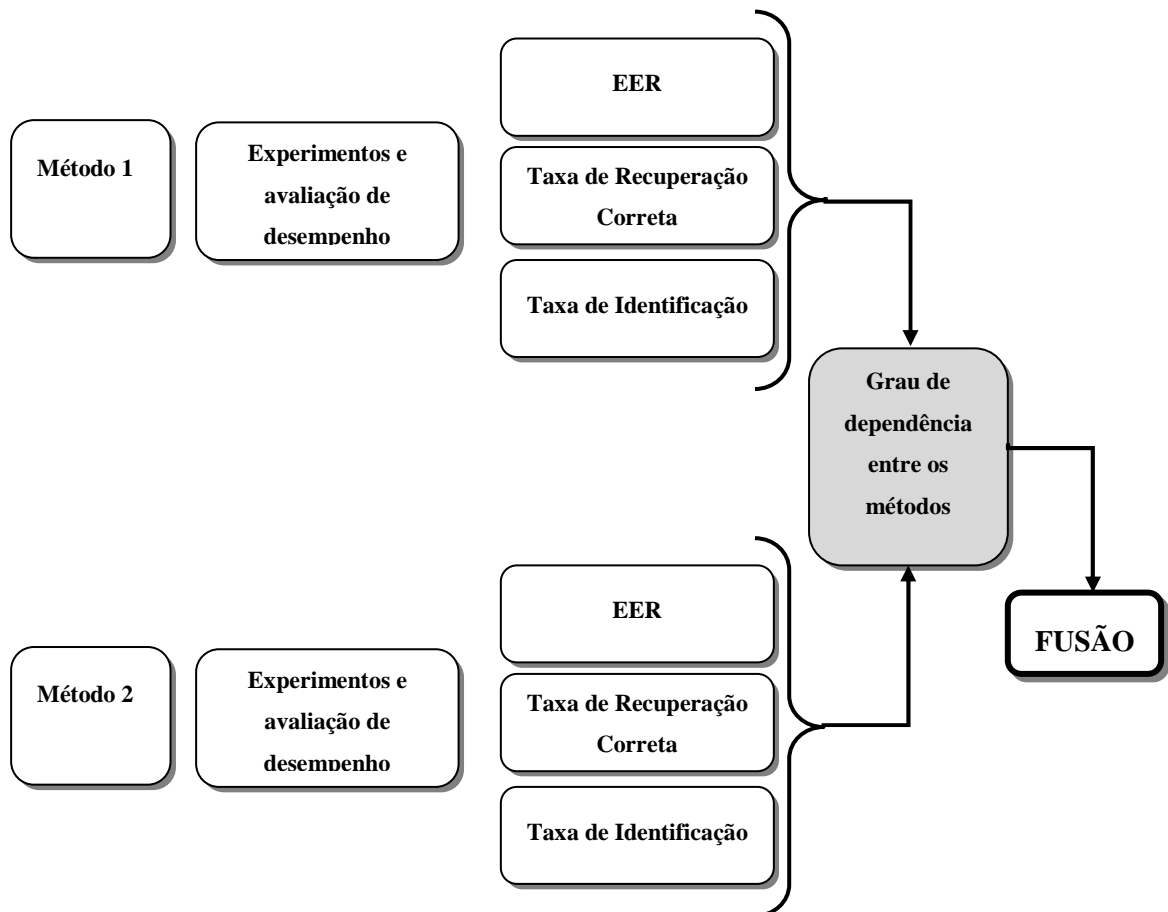 Método 1
Experimentos e
avaliação de
desempenho
EER
Taxa de Recuperação
Correta
Taxa de Identificação
Grau de
dependência
entre os
métodos
FUSÃO
Método 2
Experimentos e
avaliação de
desempenho
EER
Taxa de Recuperação
Correta
Taxa de Identificação